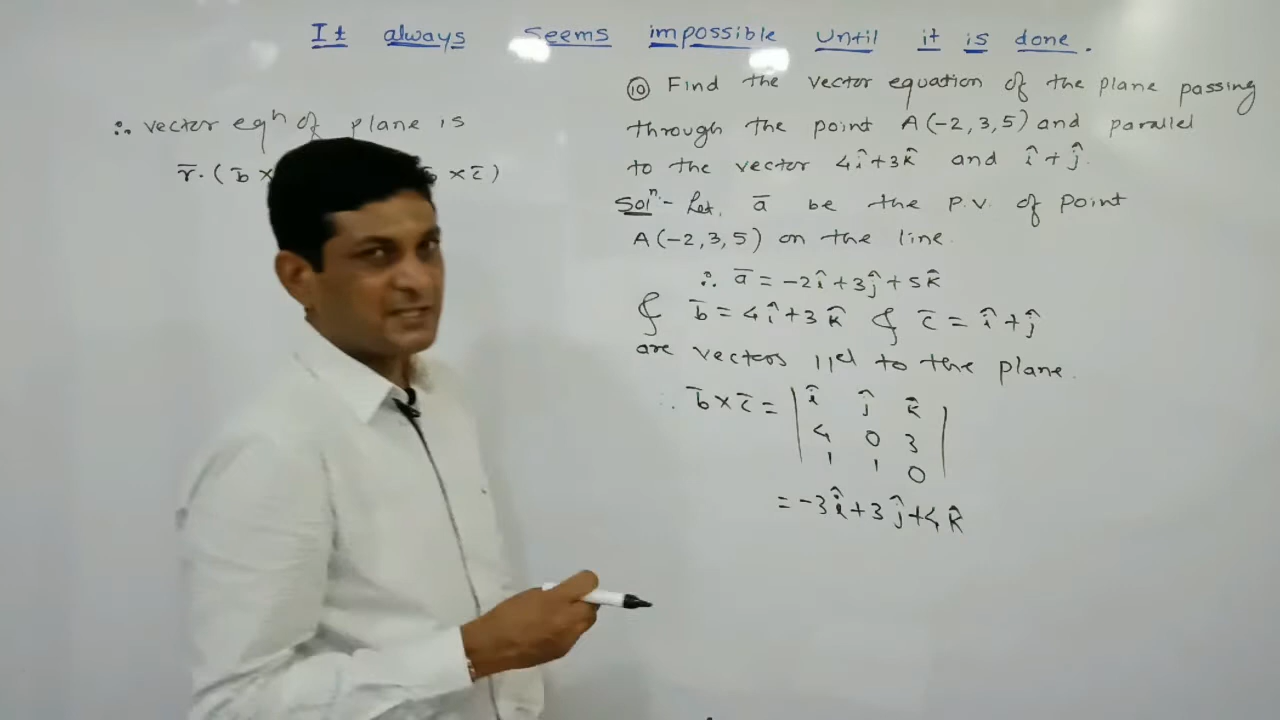 It always seems impossible until it is done.
∴ vector eqⁿ of plane is
r̄.(b̄ × × c̄)
⑩ Find the vector equation of the plane passing
through the point A(-2,3,5) and parallel
to the vector 4î+3k̂ and î+ĵ.
Solⁿ:- Let, ā be the p.v. of point
A(-2,3,5) on the line.
∴ ā = -2î+3ĵ+5k̂
& b̄ = 4î+3k̂ & c̄ = î+ĵ
are vectors ||el to the plane.
∴ b̄×c̄ = | î ĵ k̂ |
4 0 3
1 1 0
= -3î+3ĵ+4k̂